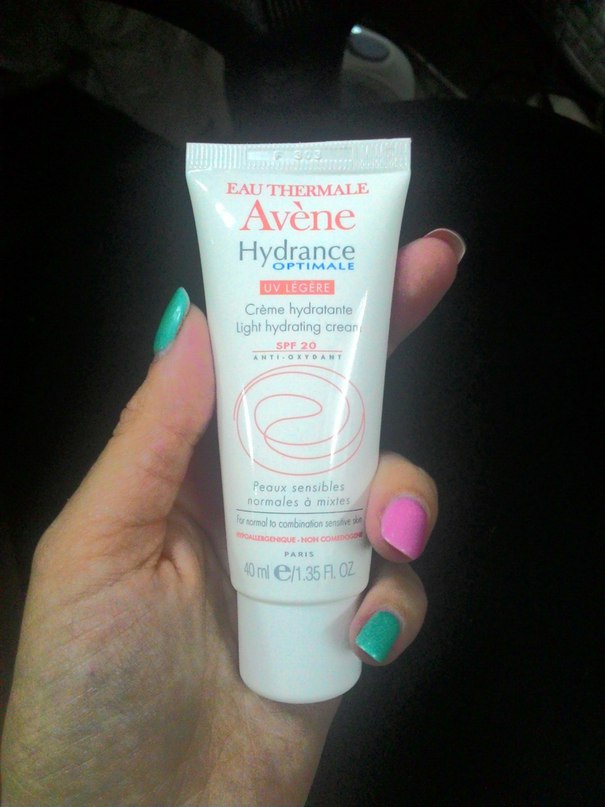 EAU THERMALE
Avène
Hydrance
OPTIMALE
UV LÉGÈRE
Crème hydratante
Light hydrating cream
SPF 20
ANTI-OXYDANT
Peaux sensibles
normales à mixtes
For normal to combination sensitive skin
HYPOALLERGENIQUE - NON COMEDOGENE
PARIS
40 ml e/1.35 Fl. OZ.